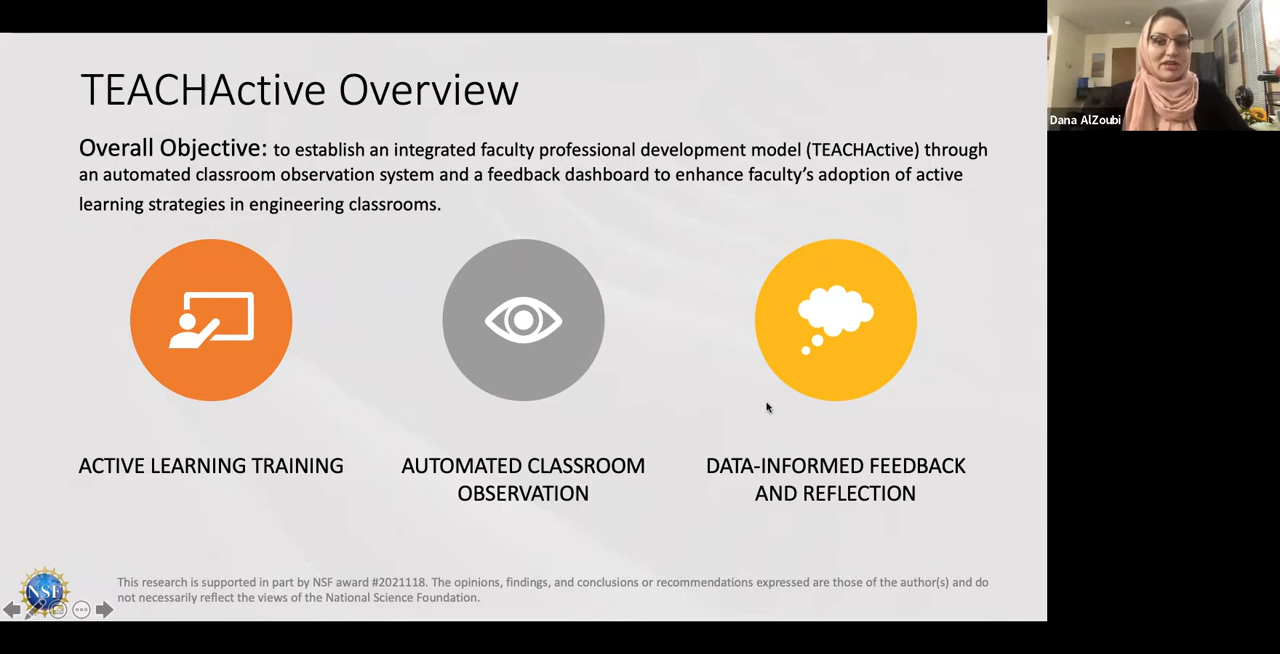 TEACHActive Overview
Overall Objective: to establish an integrated faculty professional development model (TEACHActive) through
an automated classroom observation system and a feedback dashboard to enhance faculty's adoption of active
learning strategies in engineering classrooms.
ACTIVE LEARNING TRAINING
AUTOMATED CLASSROOM
OBSERVATION
DATA-INFORMED FEEDBACK
AND REFLECTION
NSF
This research is supported in part by NSF award #2021118. The opinions, findings, and conclusions or recommendations expressed are those of the author(s) and do
not necessarily reflect the views of the National Science Foundation.
Dana AlZoubi